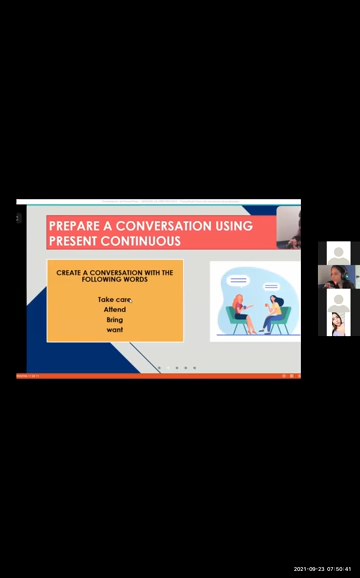 PREPARE A CONVERSATION USING
PRESENT CONTINUOUS
CREATE A CONVERSATION WITH THE
FOLLOWING WORDS
Take care,
Attend
Bring
want
2021-09-23 07:50:41